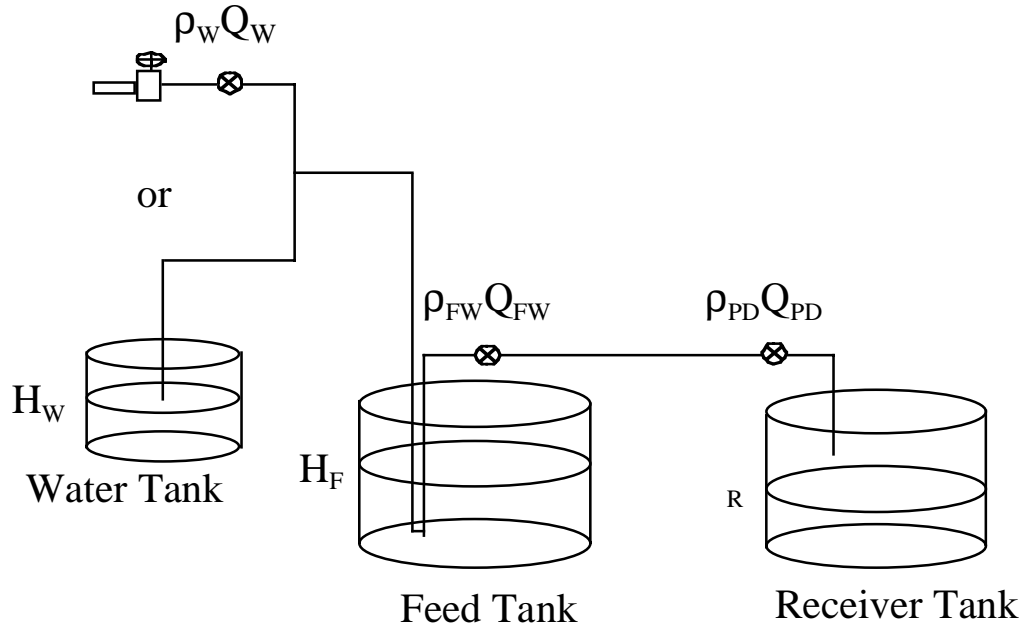 ρWQW
or
ρFWQFW
ρPDQPD
HW
Water Tank
HF
R
Feed Tank
Receiver Tank